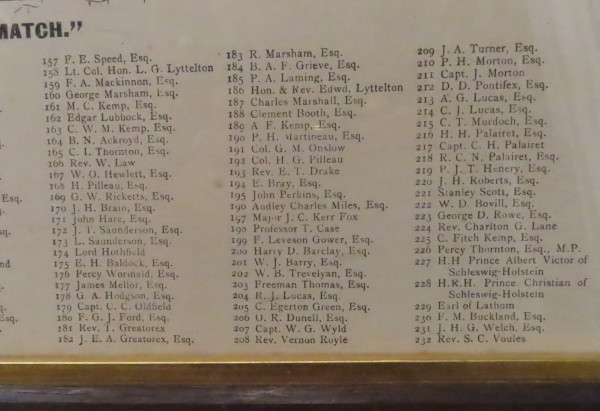 MATCH."
157 F. E. Speed, Esq.
158 Lt. Col. Hon. L. G. Lyttelton
159 F. A. Mackinnon, Esq.
160 George Marsham, Esq.
161 M. C. Kemp, Esq.
162 Edgar Lubbock, Esq.
163 C. W. M. Kemp, Esq.
164 B. N. Ackroyd, Esq.
165 C. I. Thornton, Esq.
166 Rev. W. Law
167 W. O. Hewlett, Esq.
168 H. Pilleau, Esq.
169 G. W. Ricketts, Esq.
170 J. H. Brain, Esq.
171 John Hare, Esq.
172 J. T. Saunderson, Esq.
173 L. Saunderson, Esq.
174 Lord Hothfield
175 E. H. Baldock, Esq.
176 Percy Wormald, Esq.
177 James Mellor, Esq.
178 G. A. Hodgson, Esq.
179 Capt. C. C. Oldfield
180 F. G. J. Ford, Esq.
181 Rev. T. Greatorex
182 J. E. A. Greatorex, Esq.
183 R. Marsham, Esq.
184 B. A. F. Grieve, Esq.
185 P. A. Laming, Esq.
186 Hon. & Rev. Edwd. Lyttelton
187 Charles Marshall, Esq.
188 Clement Booth, Esq.
189 A. F. Kemp, Esq.
190 P. H. Martineau, Esq.
191 Col. G. M. Onslow
192 Col. H. G. Pilleau
193 Rev. E. T. Drake
194 E. Bray, Esq.
195 John Perkins, Esq.
196 Audley Charles Miles, Esq.
197 Major J. C. Kerr Fox
198 Professor T. Case
199 F. Leveson Gower, Esq.
200 Harry D. Barclay, Esq.
201 W. J. Barry, Esq.
202 W. B. Trevelyan, Esq.
203 Freeman Thomas, Esq.
204 R. J. Lucas, Esq.
205 C. Egerton Green, Esq.
206 O. R. Dunell, Esq.
207 Capt. W. G. Wyld
208 Rev. Vernon Royle
209 J. A. Turner, Esq.
210 P. H. Morton, Esq.
211 Capt. J. Morton
212 D. D. Pontifex, Esq.
213 A. G. Lucas, Esq.
214 C. J. Lucas, Esq.
215 C. T. Murdoch, Esq.
216 H. H. Palairet, Esq.
217 Capt. C. H. Palairet
218 R. C. N. Palairet, Esq.
219 P. J. T. Henery, Esq.
220 J. H. Roberts, Esq.
221 Stanley Scott, Esq.
222 W. D. Bovill, Esq.
223 George D. Rowe, Esq.
224 Rev. Charlton G. Lane
225 C. Fitch Kemp, Esq.
226 Percy Thornton, Esq., M.P.
227 H.H Prince Albert Victor of
Schleswig-Holstein
228 H.R.H. Prince Christian of
Schleswig-Holstein
229 Earl of Lathom
230 F. M. Buckland, Esq.
231 J. H. G. Welch, Esq.
232 Rev. S. C. Voules